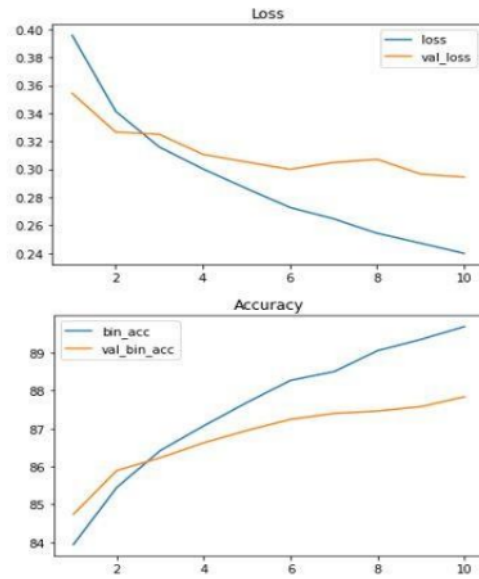 Loss
0.40
0.38
0.36
0.34
0.32
0.30
0.28
0.26
0.24
loss
val_loss
2 4 6 8 10
Accuracy
89
88
87
86
85
84
bin_acc
val_bin_acc
2 4 6 8 10